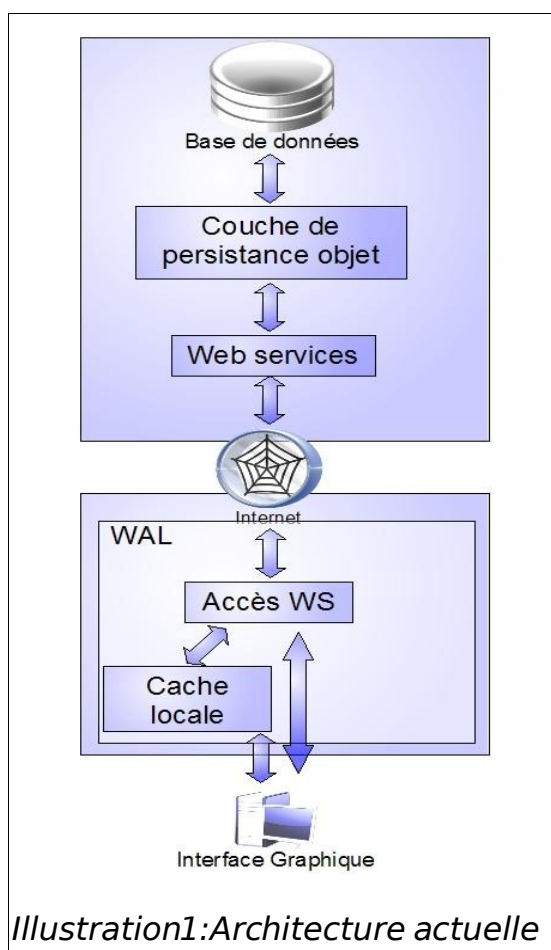 Base de données
Couche de
persistance objet
Web services
Internet
WAL
Accès WS
Cache
locale
Interface Graphique
Illustration1:Architecture actuelle